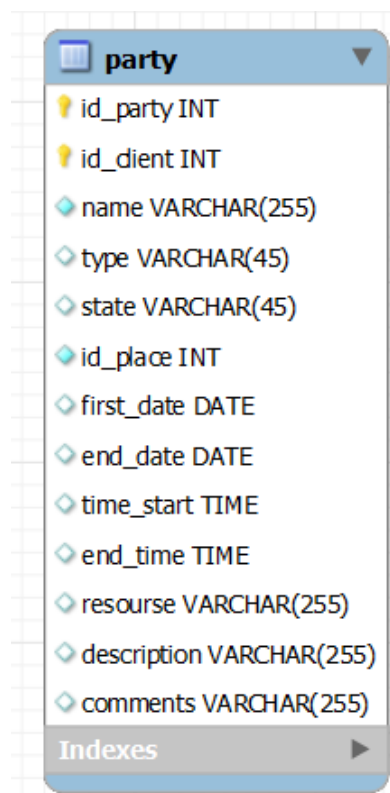 party
id_party INT
id_client INT
name VARCHAR(255)
type VARCHAR(45)
state VARCHAR(45)
id_place INT
first_date DATE
end_date DATE
time_start TIME
end_time TIME
resourse VARCHAR(255)
description VARCHAR(255)
comments VARCHAR(255)
Indexes